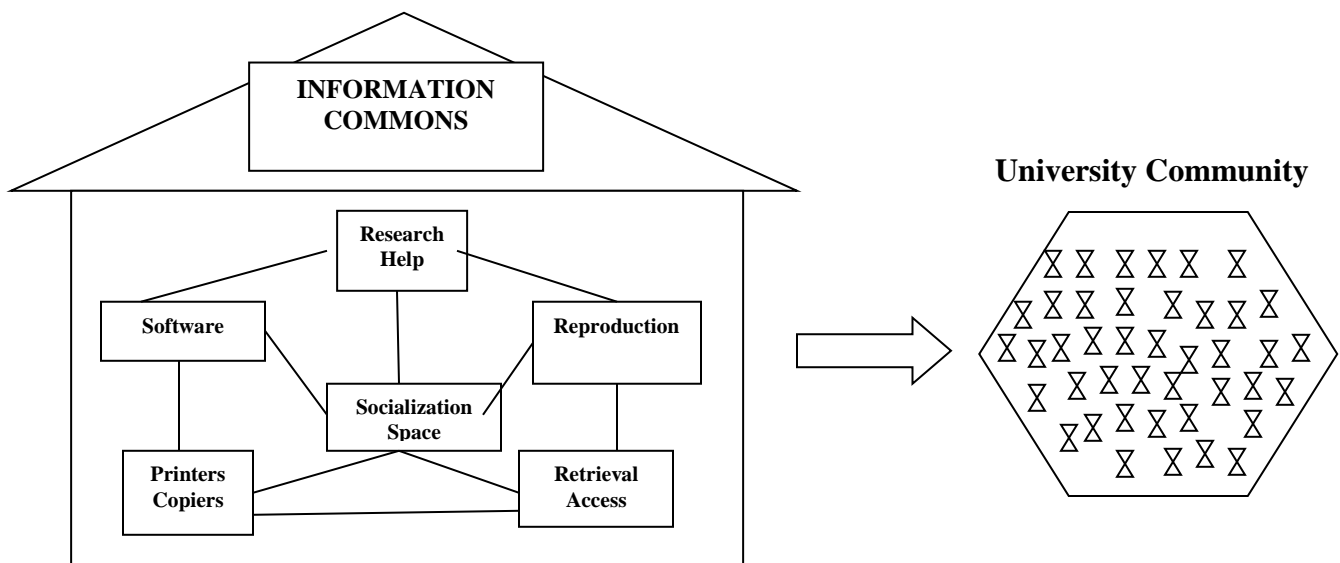 INFORMATION
COMMONS
University Community
Research
Help
Software
Reproduction
Socialization
Space
Printers
Copiers
Retrieval
Access